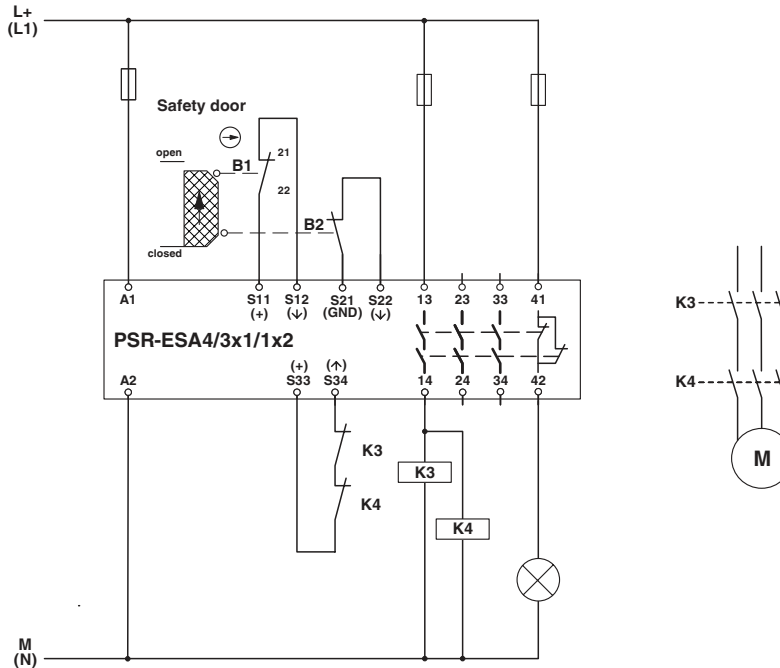 L+
(L1)
Safety door
open
B1
21
22
B2
closed
A1
S11
(+)
S12
(↓)
S21
(GND)
S22
(↓)
13
23
33
41
PSR-ESA4/3x1/1x2
(+)
S33
(↑)
S34
A2
14
24
34
42
K3
K4
K3
K4
K3
K4
M
M
(N)